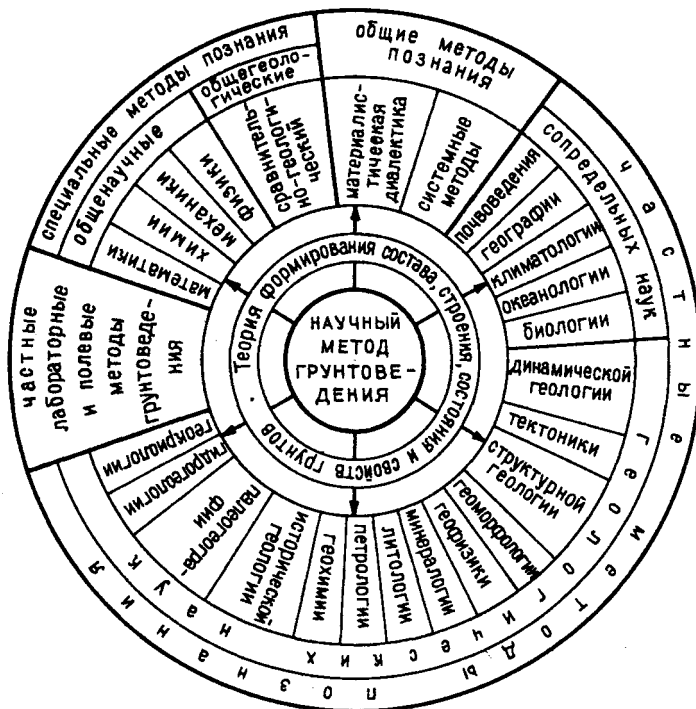 НАУЧНЫЙ
МЕТОД
ГРУНТОВЕ-
ДЕНИЯ
Теория формирования состава, строения, состояния и свойств грунтов
общие методы
познания
материалис-
тическая
диалектика
системные
методы
частные методы познания
сопредельных наук
почвоведения
географии
климатологии
океанологии
биологии
геологических наук
динамической
геологии
тектоники
структурной
геологии
геоморфологии
геофизики
минералогии
литологии
петрологии
геохимии
исторической
геологии
палеогеогра-
фии
гидрогеологии
геокриологии
частные
лабораторные
и полевые
методы
грунтоведе-
ния
специальные методы познания
общенаучные
математики
химии
механики
физики
общегеоло-
гические
сравнитель-
но-геологи-
ческий